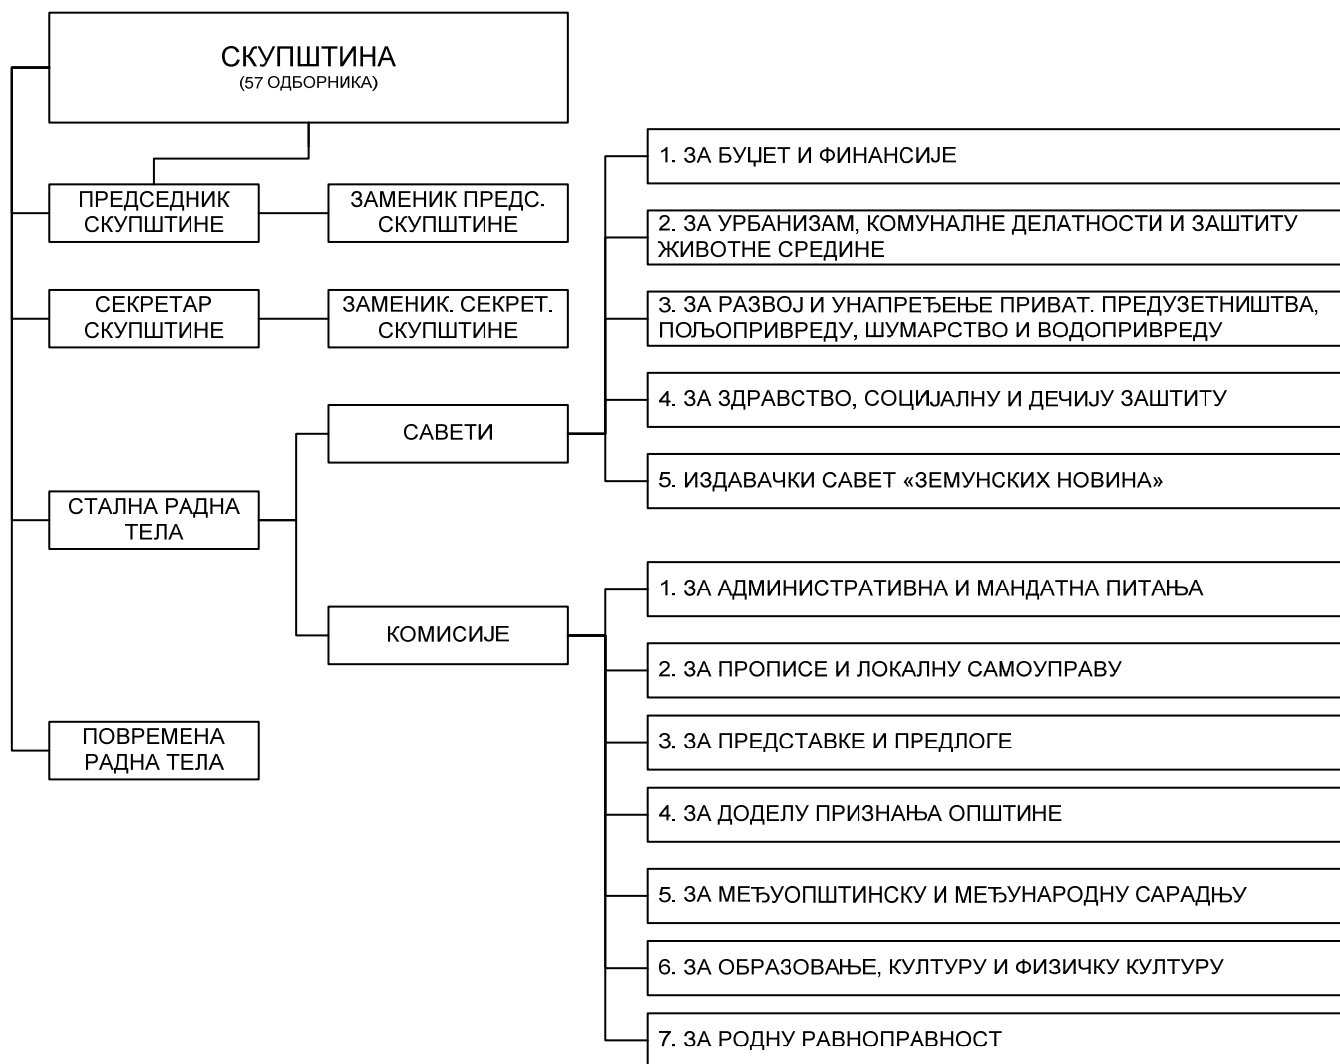 СКУПШТИНА
(57 ОДБОРНИКА)
ПРЕДСЕДНИК
СКУПШТИНЕ
ЗАМЕНИК ПРЕДС.
СКУПШТИНЕ
СЕКРЕТАР
СКУПШТИНЕ
ЗАМЕНИК. СЕКРЕТ.
СКУПШТИНЕ
СТАЛНА РАДНА
ТЕЛА
САВЕТИ
1. ЗА БУЏЕТ И ФИНАНСИЈЕ
2. ЗА УРБАНИЗАМ, КОМУНАЛНЕ ДЕЛАТНОСТИ И ЗАШТИТУ
ЖИВОТНЕ СРЕДИНЕ
3. ЗА РАЗВОЈ И УНАПРЕЂЕЊЕ ПРИВАТ. ПРЕДУЗЕТНИШТВА,
ПОЉОПРИВРЕДУ, ШУМАРСТВО И ВОДОПРИВРЕДУ
4. ЗА ЗДРАВСТВО, СОЦИЈАЛНУ И ДЕЧИЈУ ЗАШТИТУ
5. ИЗДАВАЧКИ САВЕТ «ЗЕМУНСКИХ НОВИНА»
КОМИСИЈЕ
1. ЗА АДМИНИСТРАТИВНА И МАНДАТНА ПИТАЊА
2. ЗА ПРОПИСЕ И ЛОКАЛНУ САМОУПРАВУ
3. ЗА ПРЕДСТАВКЕ И ПРЕДЛОГЕ
4. ЗА ДОДЕЛУ ПРИЗНАЊА ОПШТИНЕ
5. ЗА МЕЂУОПШТИНСКУ И МЕЂУНАРОДНУ САРАДЊУ
6. ЗА ОБРАЗОВАЊЕ, КУЛТУРУ И ФИЗИЧКУ КУЛТУРУ
7. ЗА РОДНУ РАВНОПРАВНОСТ
ПОВРЕМЕНА
РАДНА ТЕЛА